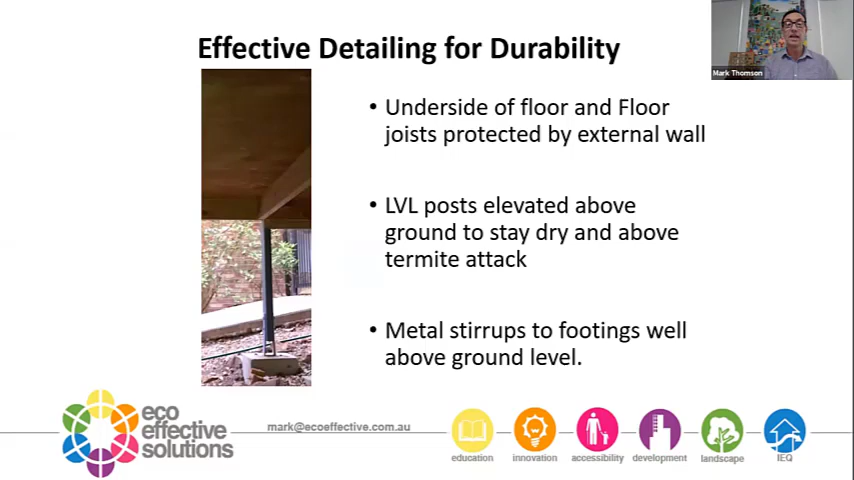 Effective Detailing for Durability
Mark Thomson
• Underside of floor and Floor
joists protected by external wall
• LVL posts elevated above
ground to stay dry and above
termite attack
• Metal stirrups to footings well
above ground level.
eco
effective
solutions
mark@ecoeffective.com.au
education
innovation
accessibility
development
landscape
IEQ